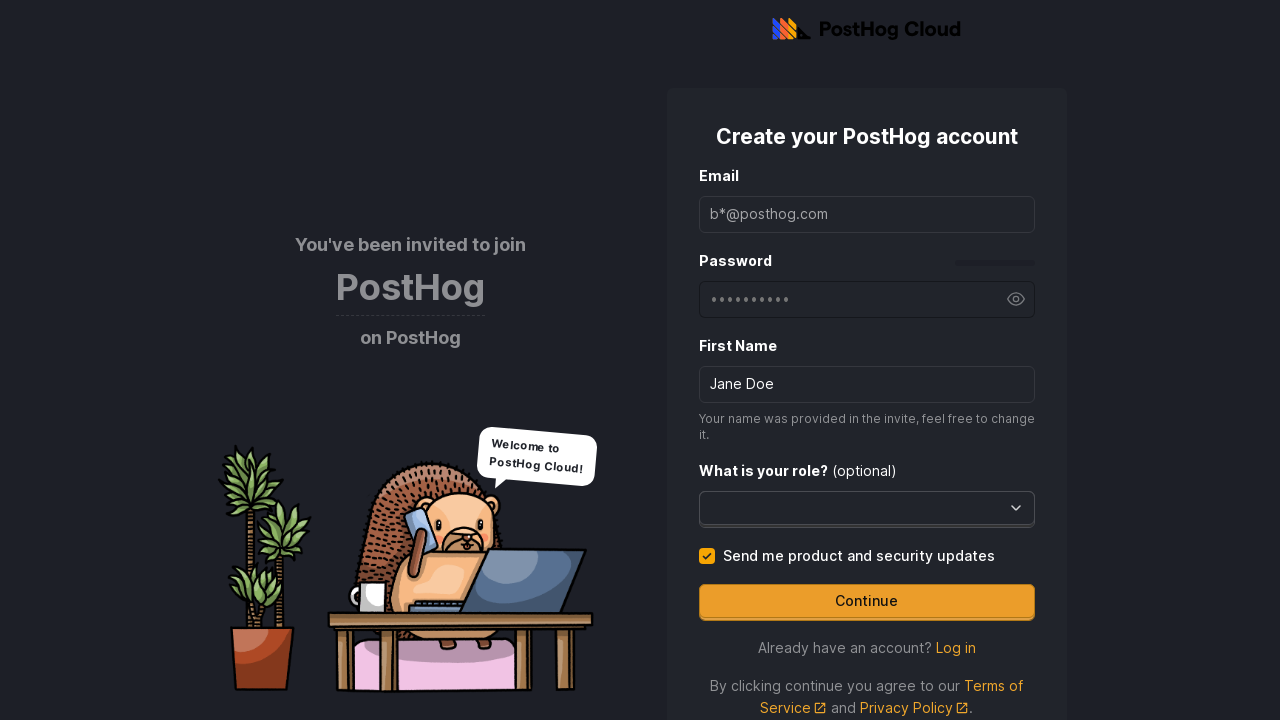 PostHog Cloud
You've been invited to join
PostHog
on PostHog
Welcome to
PostHog Cloud!
Create your PostHog account
Email
b*@posthog.com
Password
••••••••••
First Name
Jane Doe
Your name was provided in the invite, feel free to change
it.
What is your role? (optional)
Send me product and security updates
Continue
Already have an account? Log in
By clicking continue you agree to our Terms of
Service and Privacy Policy.